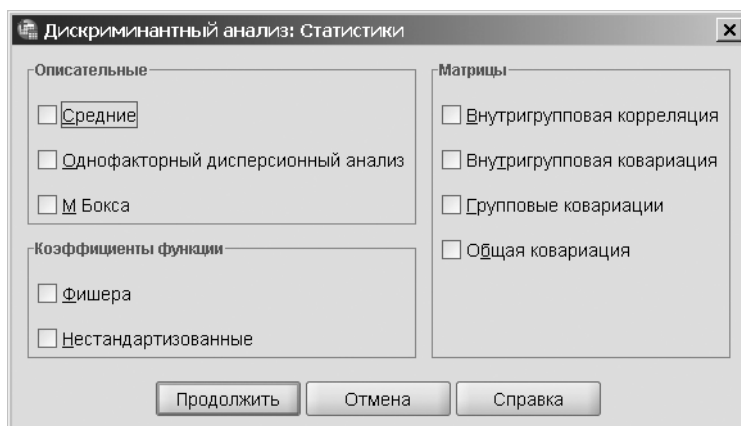 Дискриминантный анализ: Статистики
Описательные
Средние
Однофакторный дисперсионный анализ
М Бокса
Коэффициенты функции
Фишера
Нестандартизованные
Матрицы
Внутригрупповая корреляция
Внутригрупповая ковариация
Групповые ковариации
Общая ковариация
Продолжить
Отмена
Справка